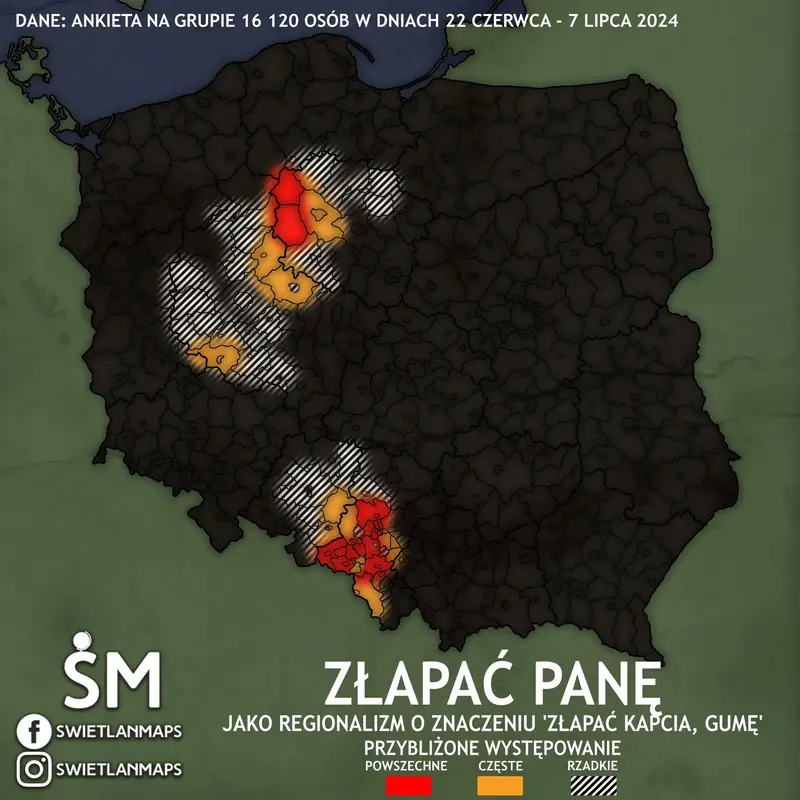 DANE: ANKIETA NA GRUPIE 16 120 OSÓB W DNIACH 22 CZERWCA - 7 LIPCA 2024
ŚM
SWIETLANMAPS
SWIETLANMAPS
ZŁAPAĆ PANĘ
JAKO REGIONALIZM O ZNACZENIU 'ZŁAPAĆ KAPCIA, GUMĘ'
PRZYBLIŻONE WYSTĘPOWANIE
POWSZECHNE CZĘSTE RZADKIE